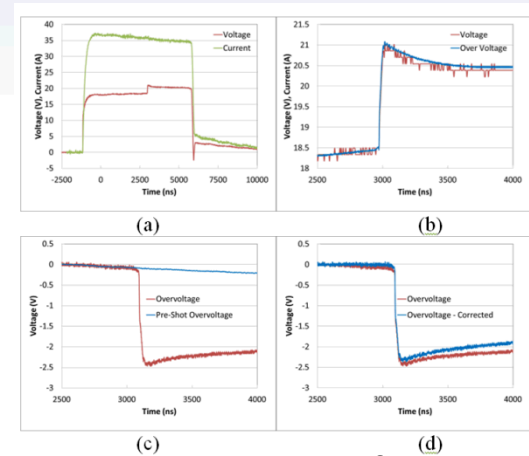 Voltage (V), Current (A)
40
35
30
25
20
15
10
5
0
-5
Voltage
Current
-2500 0 2500 5000 7500 10000
Time (ns)
(a)
Voltage (V), Current (A)
21.5
21
20.5
20
19.5
19
18.5
18
Voltage
Over Voltage
2500 3000 3500 4000
Time (ns)
(b)
Voltage (V)
0.5
0
-0.5
-1
-1.5
-2
-2.5
-3
Overvoltage
Pre-Shot Overvoltage
2500 3000 3500 4000
Time (ns)
(c)
Voltage (V)
0.5
0
-0.5
-1
-1.5
-2
-2.5
-3
Overvoltage
Overvoltage - Corrected
2500 3000 3500 4000
Time (ns)
(d)